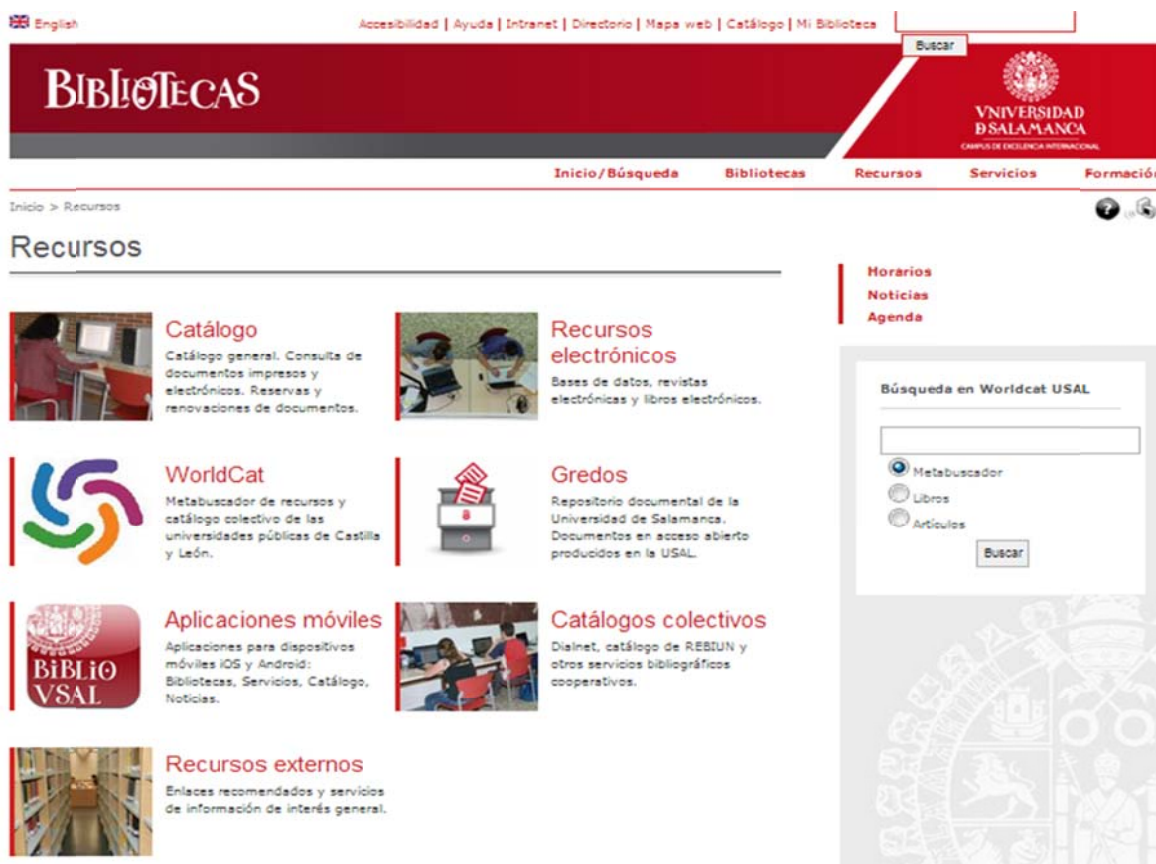 English
Accesibilidad | Ayuda | Intranet | Directorio | Mapa web | Catálogo | Mi Biblioteca
Buscar
BIBLIOTECAS
VNIVERSIDAD
D SALAMANCA
CAMPUS DE EXCELENCIA INTERNACIONAL
Inicio/Búsqueda Bibliotecas Recursos Servicios Formación
Inicio > Recursos
Recursos
Catálogo
Catálogo general. Consulta de
documentos impresos y
electrónicos. Reservas y
renovaciones de documentos.
Recursos
electrónicos
Bases de datos, revistas
electrónicas y libros electrónicos.
WorldCat
Metabuscador de recursos y
catálogo colectivo de las
universidades públicas de Castilla
y León.
Gredos
Repositorio documental de la
Universidad de Salamanca.
Documentos en acceso abierto
producidos en la USAL.
BiBLiO
VSAL
Aplicaciones móviles
Aplicaciones para dispositivos
móviles iOS y Android:
Bibliotecas, Servicios, Catálogo,
Noticias.
Catálogos colectivos
Dialnet, catálogo de REBIUN y
otros servicios bibliográficos
cooperativos.
Recursos externos
Enlaces recomendados y servicios
de información de interés general.
Horarios
Noticias
Agenda
Búsqueda en Worldcat USAL
Metabuscador
Libros
Artículos
Buscar